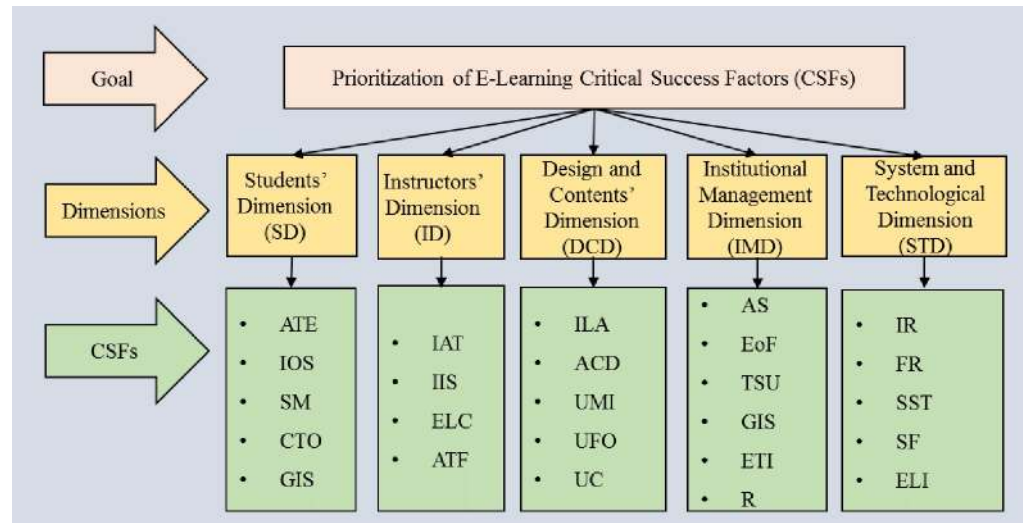 Goal
Prioritization of E-Learning Critical Success Factors (CSFs)
Dimensions
Students’
Dimension
(SD)
Instructors’
Dimension
(ID)
Design and
Contents’
Dimension
(DCD)
Institutional
Management
Dimension
(IMD)
System and
Technological
Dimension
(STD)
CSFs
• ATE
• IOS
• SM
• CTO
• GIS
• IAT
• IIS
• ELC
• ATF
• ILA
• ACD
• UMI
• UFO
• UC
• AS
• EoF
• TSU
• GIS
• ETI
• R
• IR
• FR
• SST
• SF
• ELI